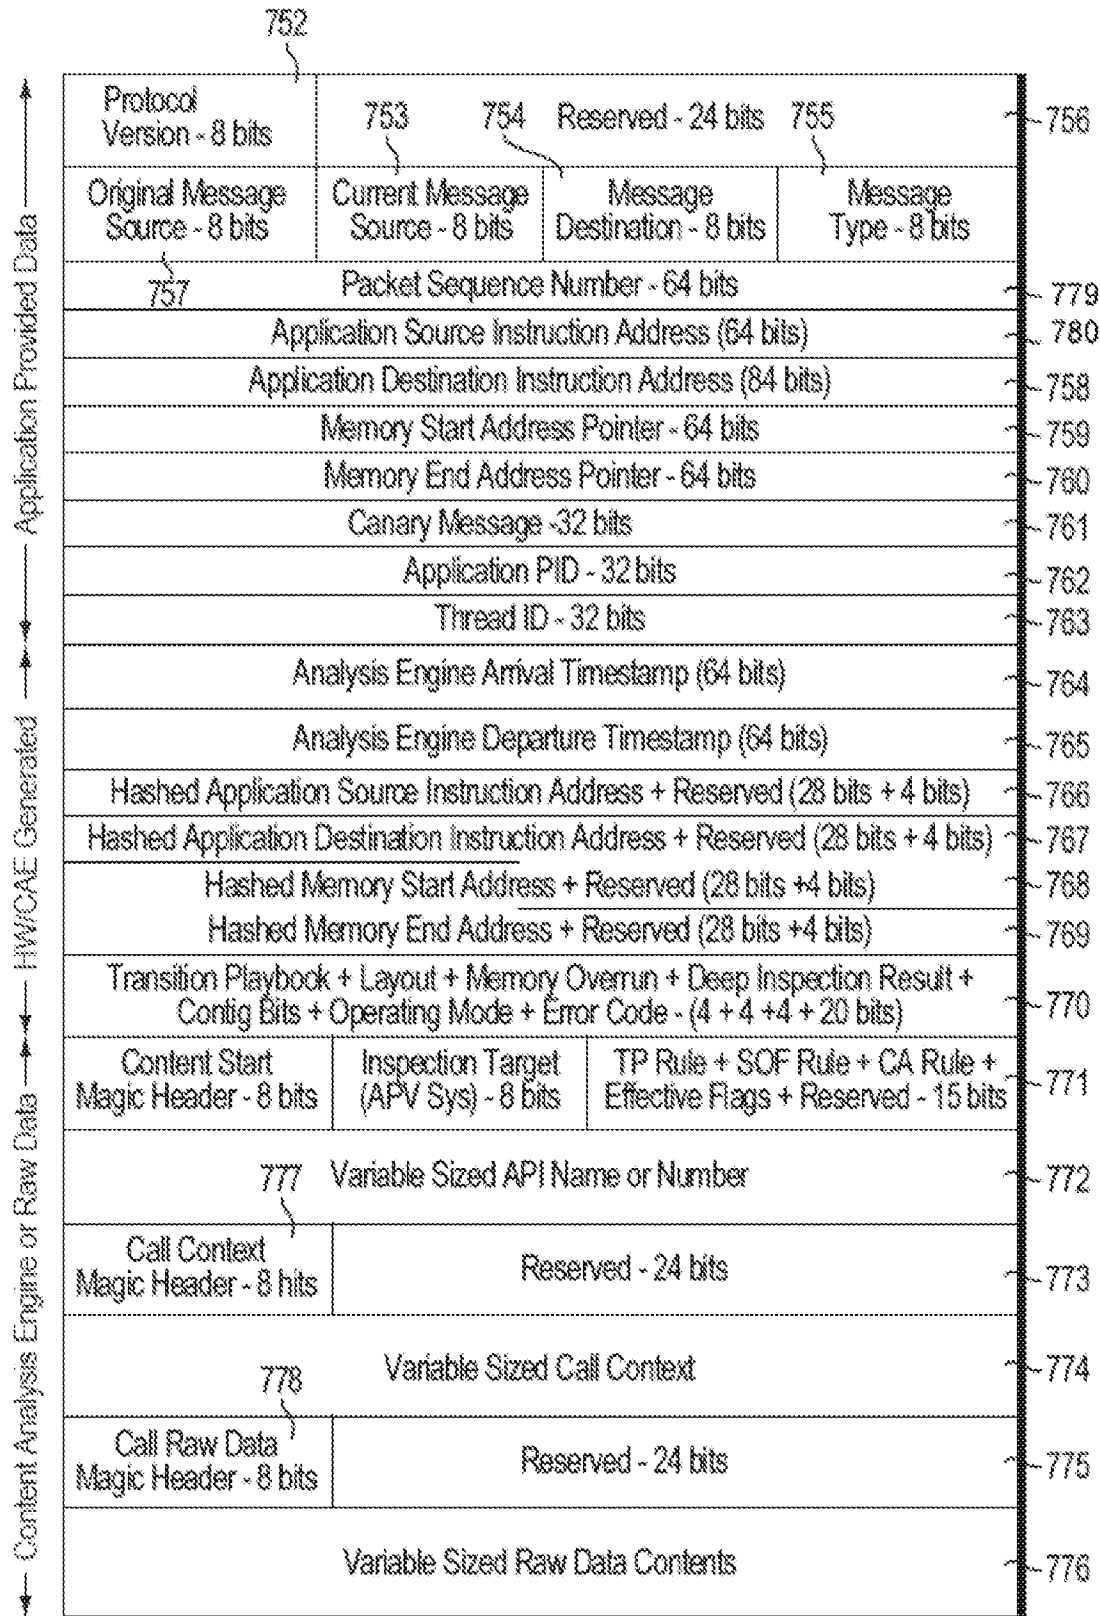 752
Protocol
Version - 8 bits
753
754
Reserved - 24 bits
755
756
Original Message
Source - 8 bits
Current Message
Source - 8 bits
Message
Destination - 8 bits
Message
Type - 8 bits
757
Packet Sequence Number - 64 bits
779
Application Source Instruction Address (64 bits)
780
Application Destination Instruction Address (84 bits)
758
Memory Start Address Pointer - 64 bits
759
Memory End Address Pointer - 64 bits
760
Canary Message -32 bits
761
Application PID - 32 bits
762
Thread ID - 32 bits
763
Application Provided Data
Analysis Engine Arrival Timestamp (64 bits)
764
Analysis Engine Departure Timestamp (64 bits)
765
Hashed Application Source Instruction Address + Reserved (28 bits + 4 bits)
766
Hashed Application Destination Instruction Address + Reserved (28 bits + 4 bits)
767
Hashed Memory Start Address + Reserved (28 bits +4 bits)
768
Hashed Memory End Address + Reserved (28 bits +4 bits)
769
Transition Playbook + Layout + Memory Overrun + Deep Inspection Result +
Contig Bits + Operating Mode + Error Code - (4 + 4 +4 + 20 bits)
770
HW/CAE Generated
Content Start
Magic Header - 8 bits
Inspection Target
(APV Sys) - 8 bits
TP Rule + SOF Rule + CA Rule +
Effective Flags + Reserved - 15 bits
771
Variable Sized API Name or Number
772
777
Call Context
Magic Header - 8 hits
Reserved - 24 bits
773
Variable Sized Call Context
774
778
Call Raw Data
Magic Header - 8 bits
Reserved - 24 bits
775
Variable Sized Raw Data Contents
776
Content Analysis Engine or Raw Data